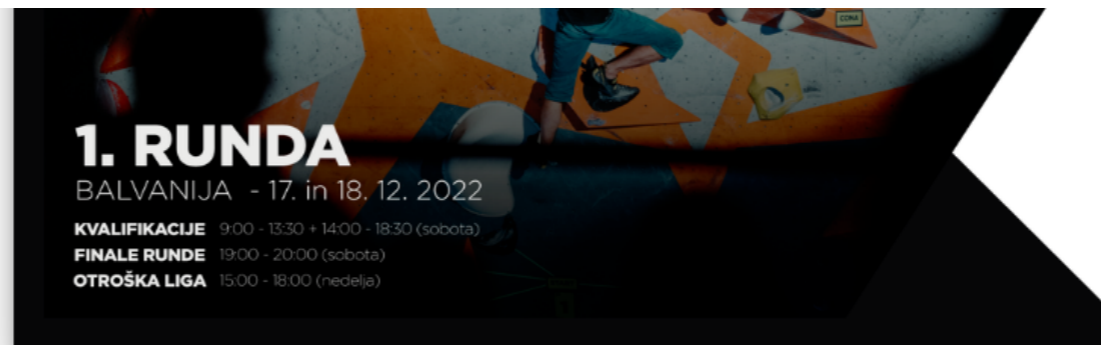 CONA
1. RUNDA
BALVANIJA - 17. in 18. 12. 2022
KVALIFIKACIJE 9:00 - 13:30 + 14:00 - 18:30 (sobota)
FINALE RUNDE 19:00 - 20:00 (sobota)
OTROŠKA LIGA 15:00 - 18:00 (nedelja)